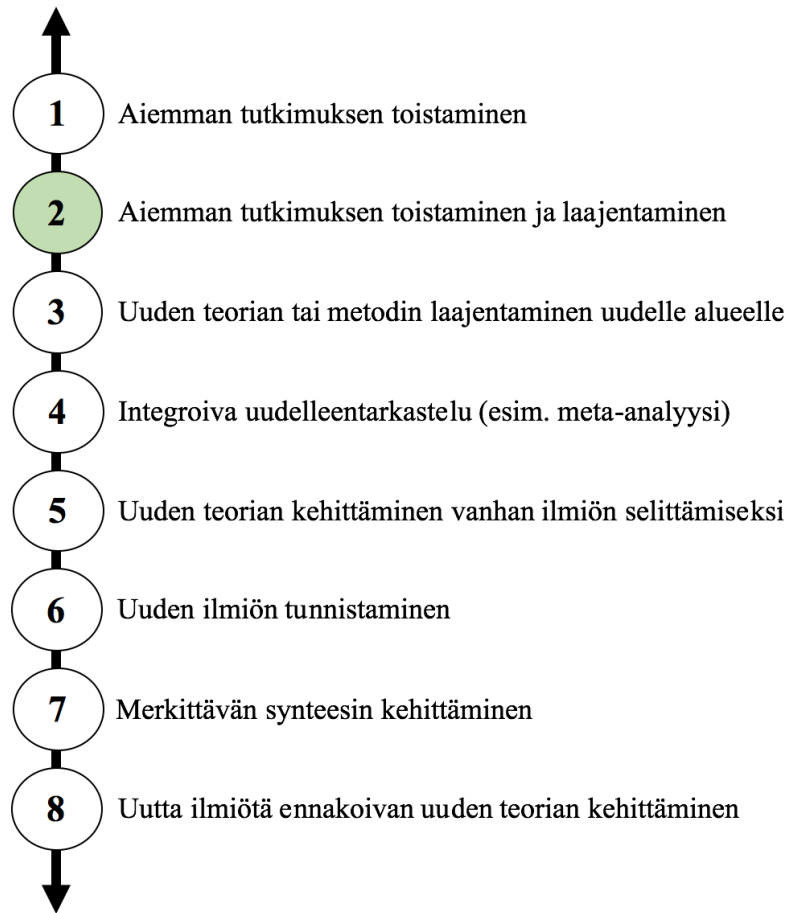 1 Aiemman tutkimuksen toistaminen
2 Aiemman tutkimuksen toistaminen ja laajentaminen
3 Uuden teorian tai metodin laajentaminen uudelle alueelle
4 Integroiva uudelleentarkastelu (esim. meta-analyysi)
5 Uuden teorian kehittäminen vanhan ilmiön selittämiseksi
6 Uuden ilmiön tunnistaminen
7 Merkittävän synteesin kehittäminen
8 Uutta ilmiötä ennakoivan uuden teorian kehittäminen